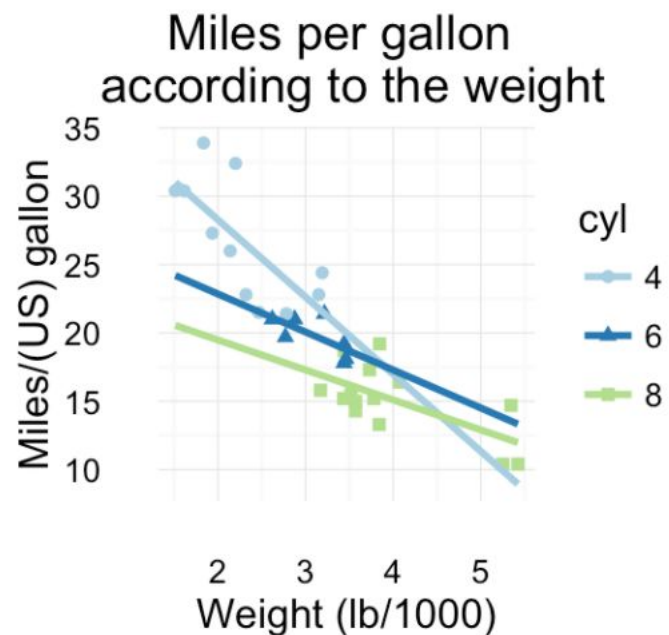 Miles per gallon
according to the weight
Miles/(US) gallon
35
30
25
20
15
10
2 3 4 5
Weight (lb/1000)
cyl
4
6
8